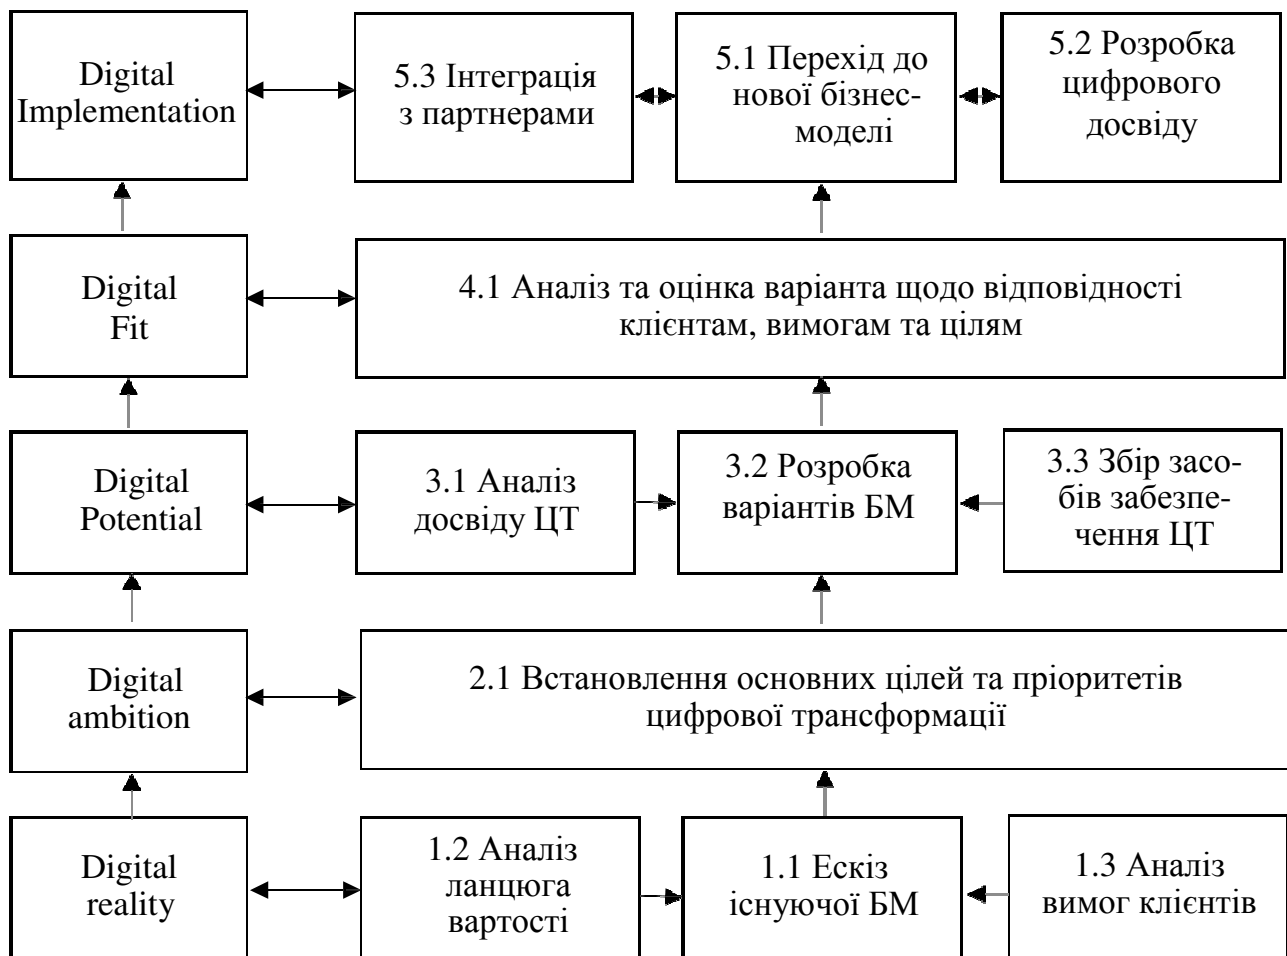 Digital
Implementation
5.3 Інтеграція
з партнерами
5.1 Перехід до
нової бізнес-
моделі
5.2 Розробка
цифрового
досвіду
Digital
Fit
4.1 Аналіз та оцінка варіанта щодо відповідності
клієнтам, вимогам та цілям
Digital
Potential
3.1 Аналіз
досвіду ЦТ
3.2 Розробка
варіантів БМ
3.3 Збір засо-
бів забезпе-
чення ЦТ
Digital
ambition
2.1 Встановлення основних цілей та пріоритетів
цифрової трансформації
Digital
reality
1.2 Аналіз
ланцюга
вартості
1.1 Ескіз
існуючої БМ
1.3 Аналіз
вимог клієнтів